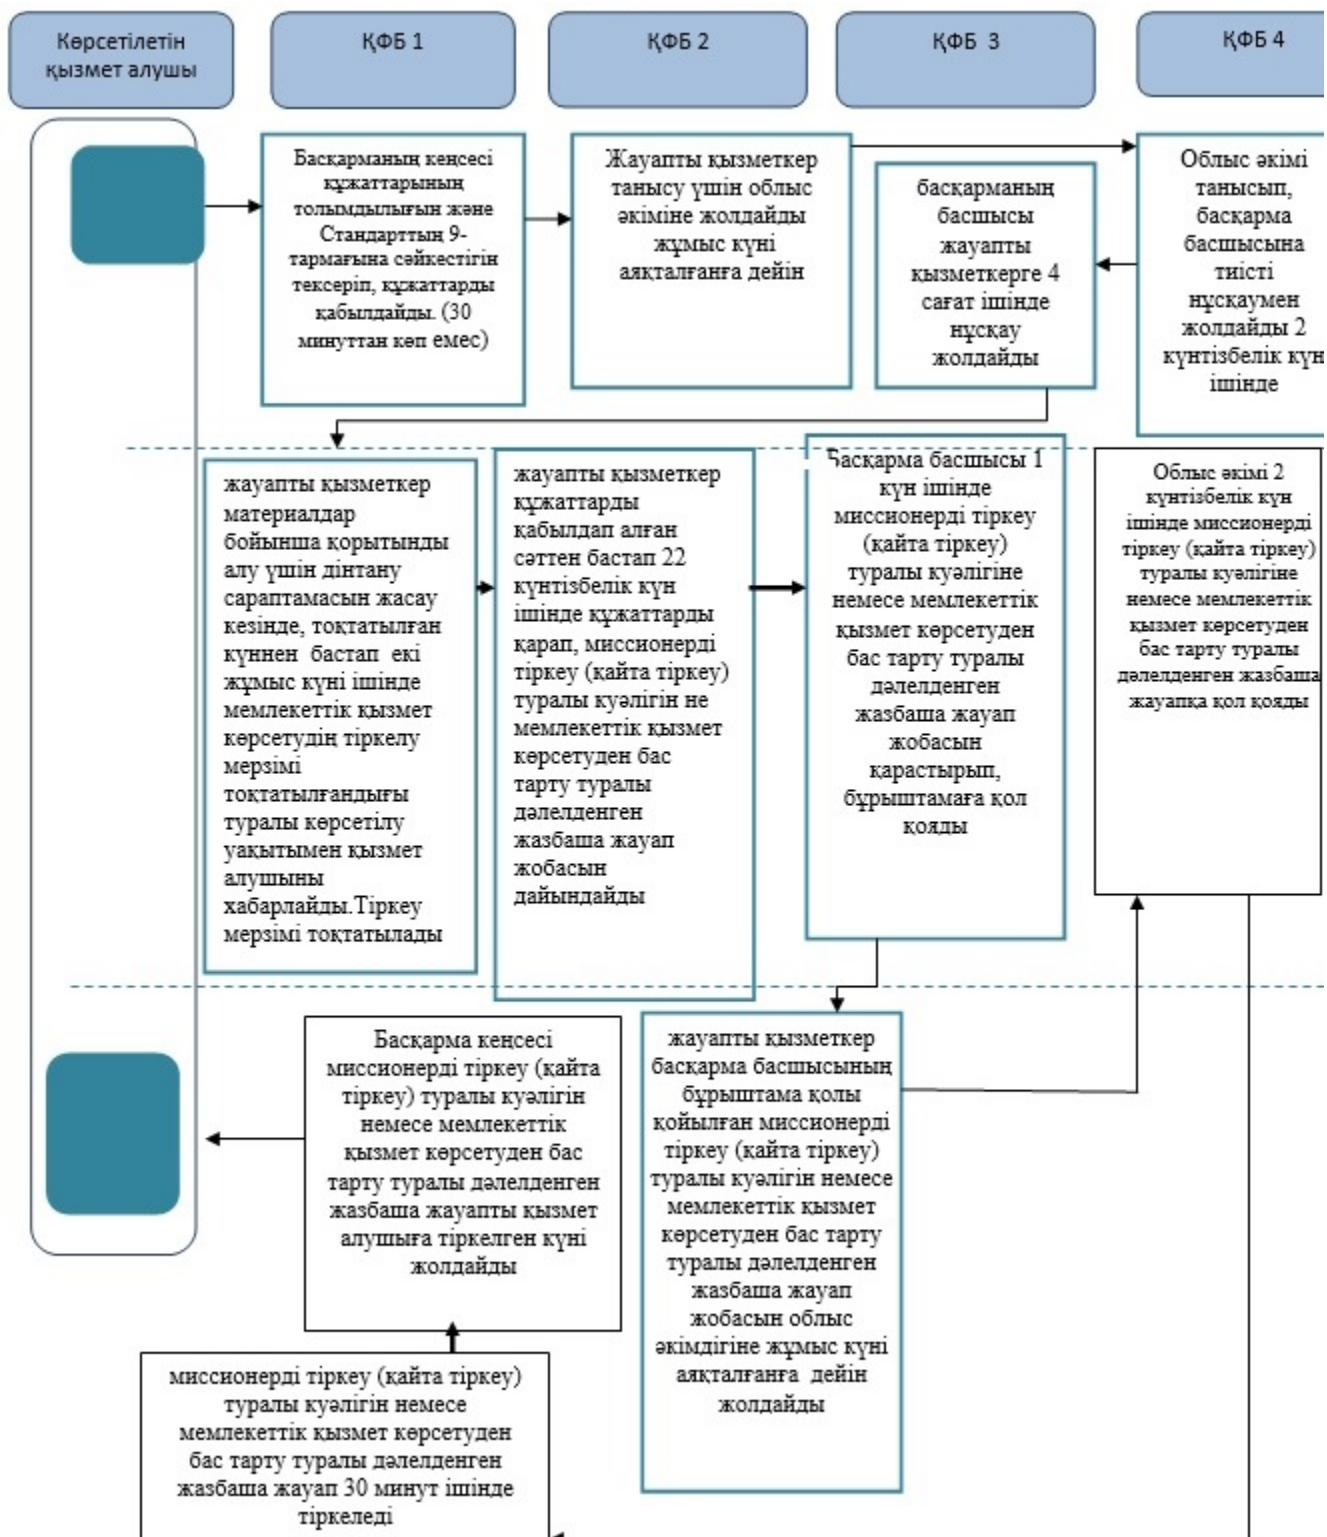 Көрсетілетін
қызмет алушы
ҚФБ 1
ҚФБ 2
ҚФБ 3
ҚФБ 4
Басқарманың кеңсесі
құжаттарының
толымдылығын және
Стандарттың 9-
тармағына сәйкестігін
тексеріп, құжаттарды
қабылдайды. (30
минуттан көп емес)
Жауапты қызметкер
танысу үшін облыс
әкіміне жолдайды
жұмыс күні
аяқталғанға дейін
басқарманың
басшысы
жауапты
қызметкерге 4
сағат ішінде
нұсқау
жолдайды
Облыс әкімі
танысып,
басқарма
басшысына
тиісті
нұсқаумен
жолдайды 2
күнтізбелік күн
ішінде
жауапты қызметкер
материалдар
бойынша қорытынды
алу үшін дінтану
сараптамасын жасау
кезінде, тоқтатылған
күннен бастап екі
жұмыс күні ішінде
мемлекеттік қызмет
көрсетудің тіркелу
мерзімі
тоқтатылғандығы
туралы көрсетілу
уақытымен қызмет
алушыны
хабарлайды.Тіркеу
мерзімі тоқтатылады
жауапты қызметкер
құжаттарды
қабылдап алған
сәттен бастап 22
күнтізбелік күн
ішінде құжаттарды
қарап, миссионерді
тіркеу (қайта тіркеу)
туралы куәлігін не
мемлекеттік қызмет
көрсетуден бас
тарту туралы
дәлелденген
жазбаша жауап
жобасын
дайындайды
Басқарма басшысы 1
күн ішінде
миссионерді тіркеу
(қайта тіркеу)
туралы куәлігіне
немесе мемлекеттік
қызмет көрсетуден
бас тарту туралы
дәлелденген
жазбаша жауап
жобасын
қарастырып,
бұрыштамаға қол
қояды
Облыс әкімі 2
күнтізбелік күн
ішінде миссионерді
тіркеу (қайта тіркеу)
туралы куәлігіне
немесе мемлекеттік
қызмет көрсетуден
бас тарту туралы
дәлелденген жазбаша
жауапқа қол қояды
Басқарма кеңсесі
миссионерді тіркеу (қайта
тіркеу) туралы куәлігін
немесе мемлекеттік
қызмет көрсетуден бас
тарту туралы дәлелденген
жазбаша жауапты қызмет
алушыға тіркелген күні
жолдайды
жауапты қызметкер
басқарма басшысының
бұрыштама қолы
қойылған миссионерді
тіркеу (қайта тіркеу)
туралы куәлігін немесе
мемлекеттік қызмет
көрсетуден бас тарту
туралы дәлелденген
жазбаша жауап
жобасын облыс
әкімдігіне жұмыс күні
аяқталғанға дейін
жолдайды
миссионерді тіркеу (қайта тіркеу)
туралы куәлігін немесе
мемлекеттік қызмет көрсетуден
бас тарту туралы дәлелденген
жазбаша жауап 30 минут ішінде
тіркеледі